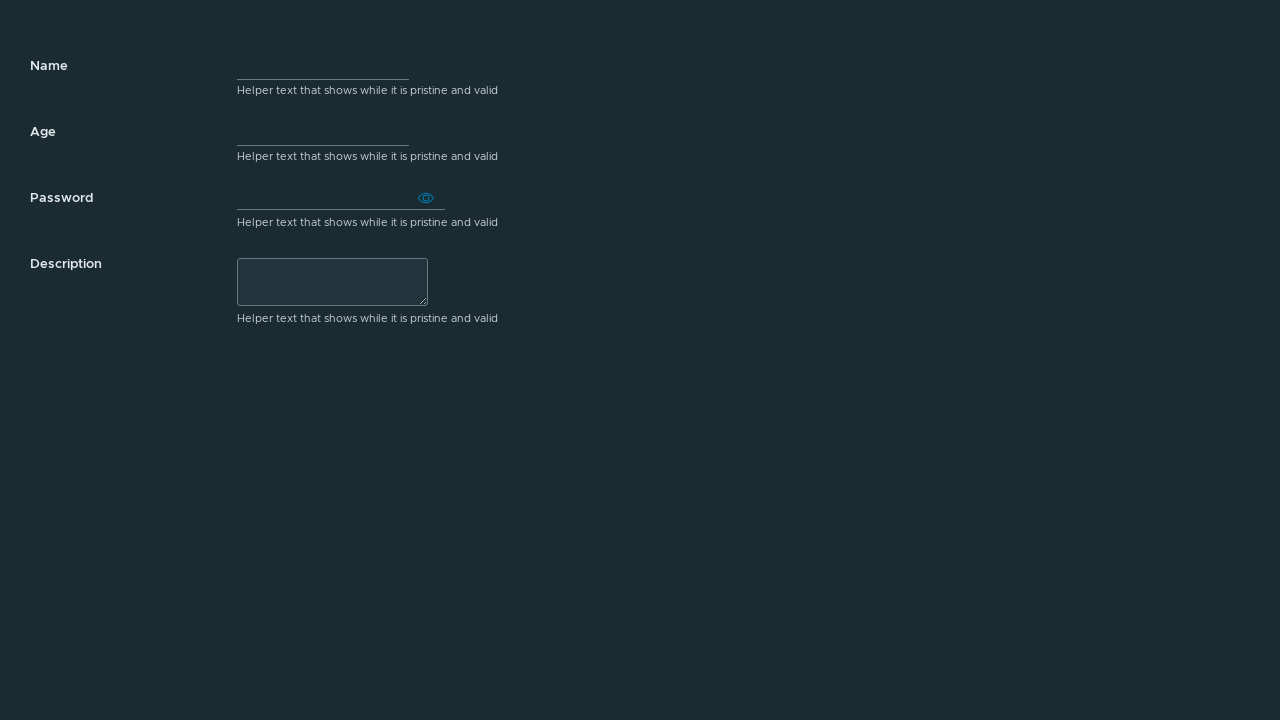 Name
Helper text that shows while it is pristine and valid
Age
Helper text that shows while it is pristine and valid
Password
Helper text that shows while it is pristine and valid
Description
Helper text that shows while it is pristine and valid